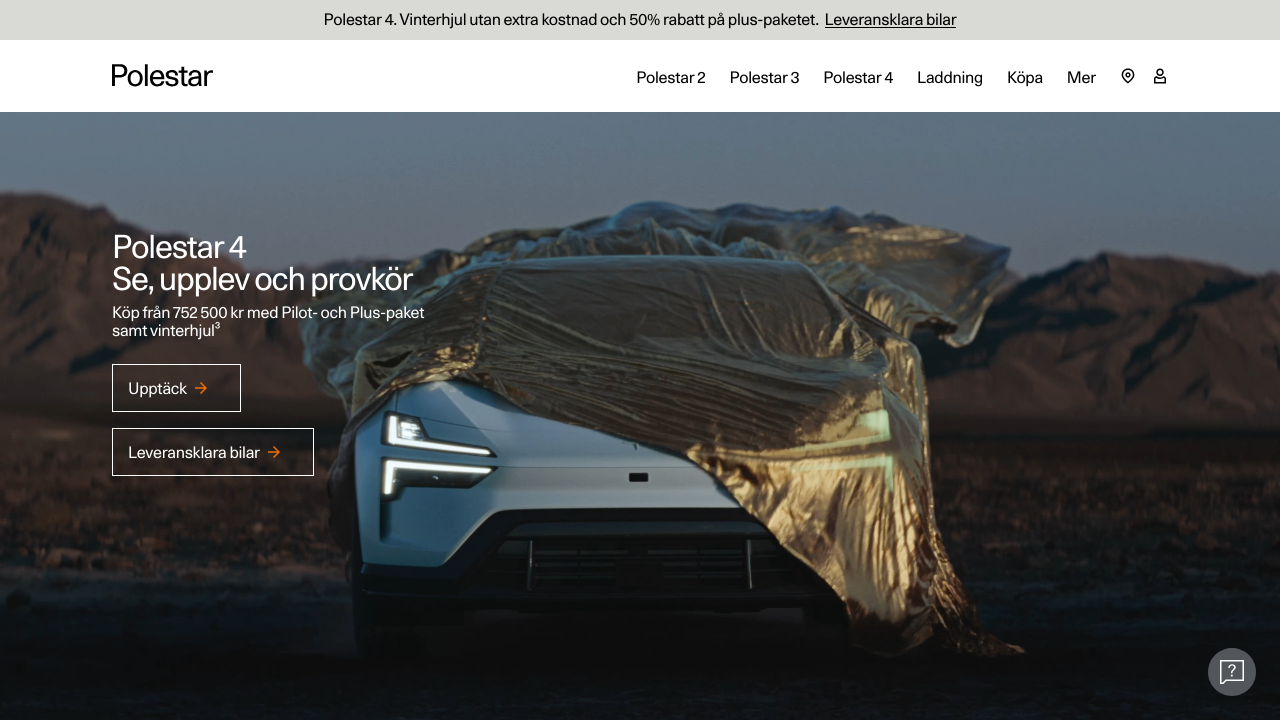 Polestar 4. Vinterhjul utan extra kostnad och 50% rabatt på plus-paketet. Leveransklara bilar
Polestar
Polestar 2
Polestar 3
Polestar 4
Laddning
Köpa
Mer
Polestar 4
Se, upplev och provkör
Köp från 752 500 kr med Pilot- och Plus-paket
samt vinterhjul³
Upptäck
Leveransklara bilar